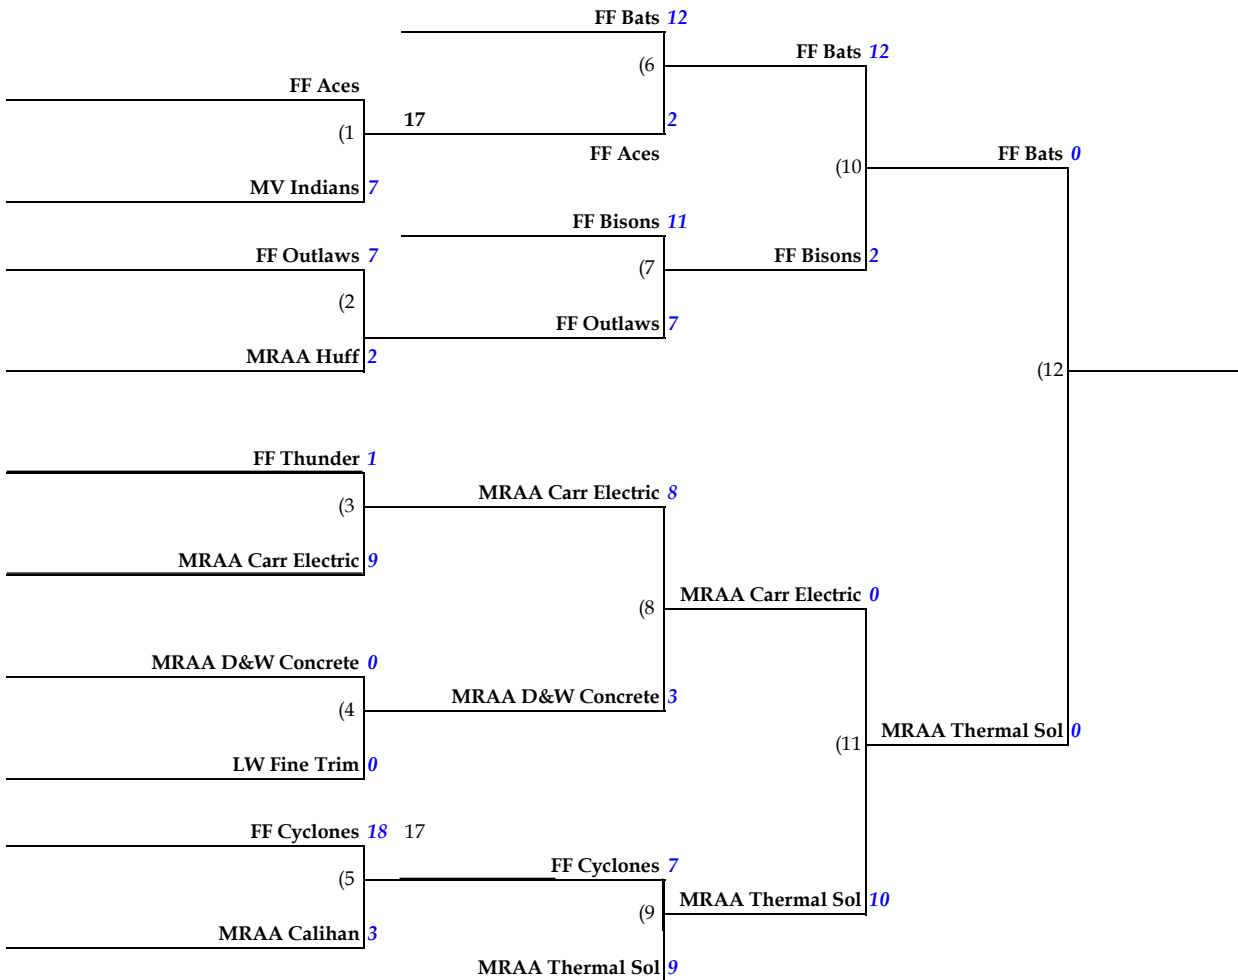 FF Bats 12
(6 FF Bats 12
FF Aces
(1 17 2
FF Aces
(10 FF Bats 0
MV Indians 7
FF Bisons 11
FF Outlaws 7
(7 FF Bisons 2
(2
FF Outlaws 7
MRAA Huff 2
(12
FF Thunder 1
MRAA Carr Electric 8
(3
MRAA Carr Electric 9
(8 MRAA Carr Electric 0
MRAA D&W Concrete 0
MRAA D&W Concrete 3
(4
(11 MRAA Thermal Sol 0
LW Fine Trim 0
FF Cyclones 18 17
FF Cyclones 7
(5
MRAA Thermal Sol 10
(9
MRAA Calihan 3
MRAA Thermal Sol 9